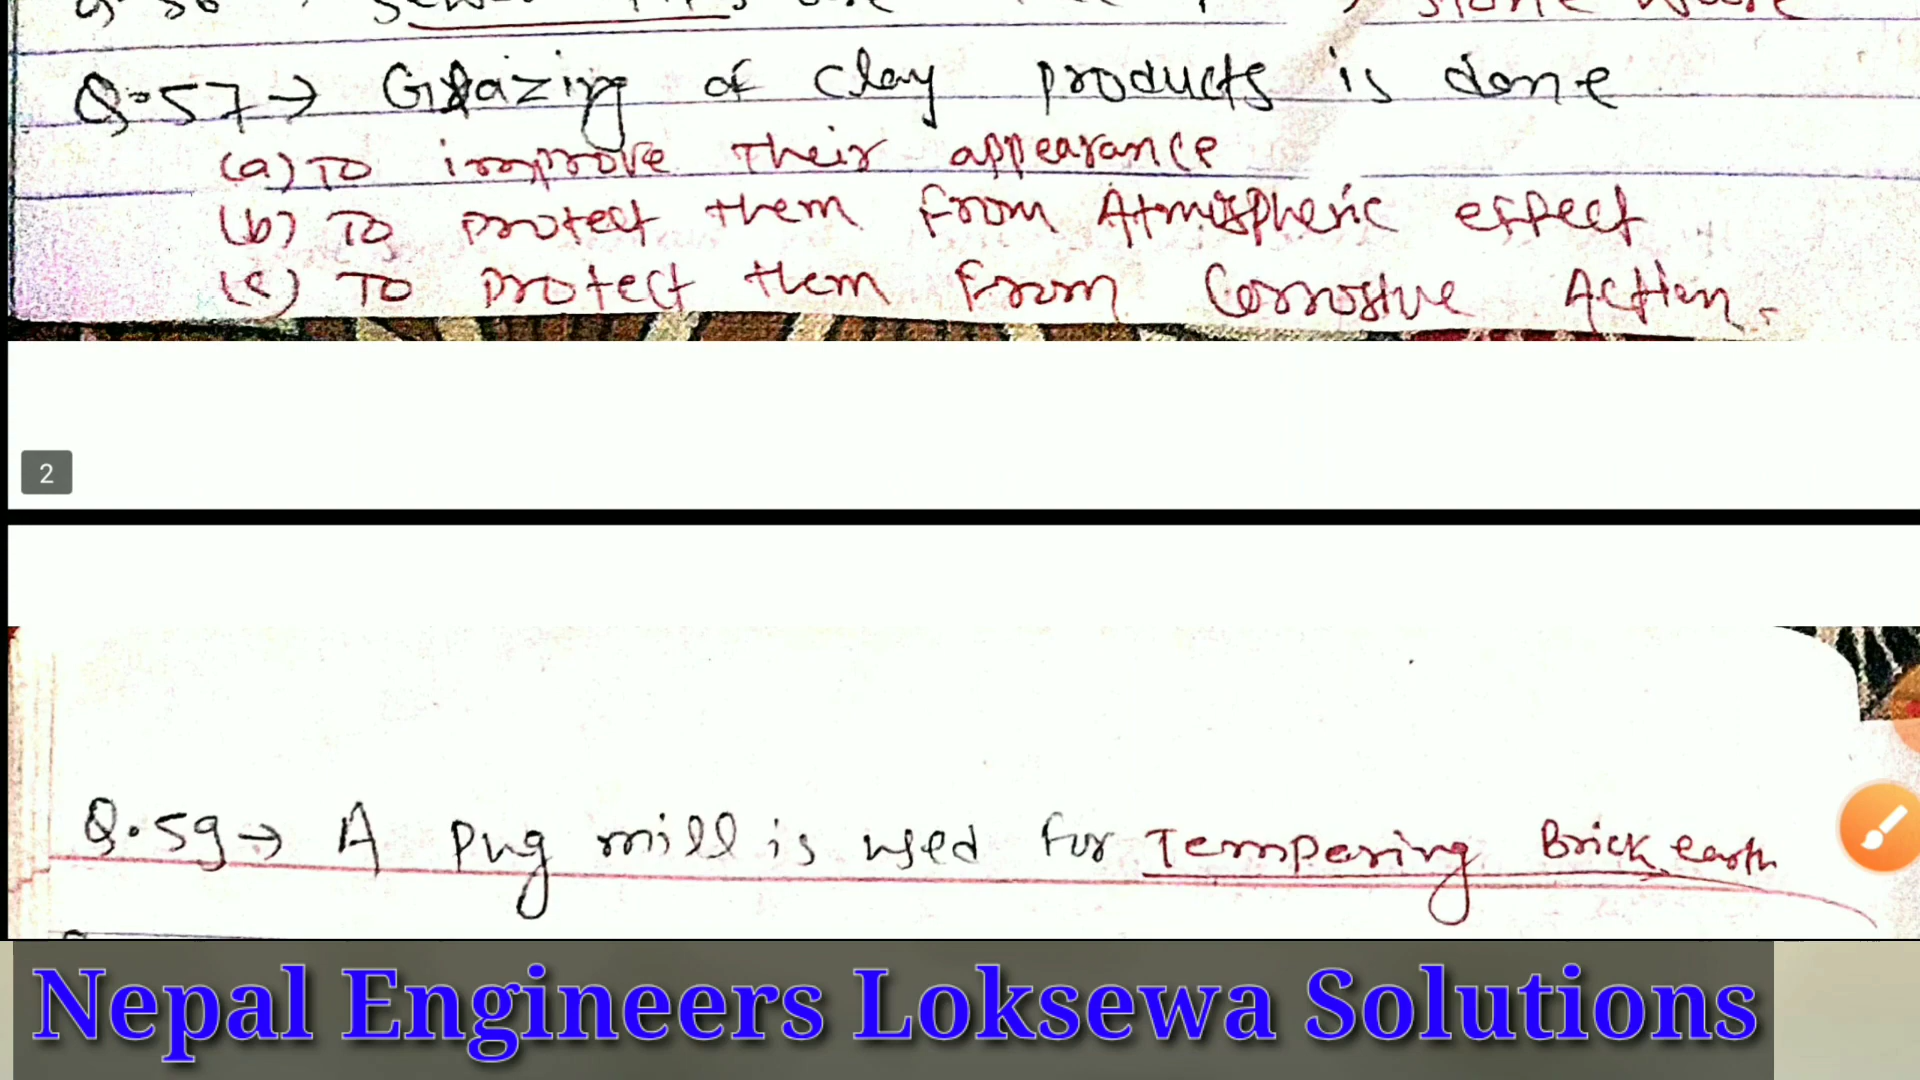 Q.57→ Glazing of clay products is done
(a) To improve their appearance
(b) To protect them from Atmospheric effect
(c) To protect them from Corrosive Action.
2
Q.59→ A Pug mill is used for Tempering Brick earth
Nepal Engineers Loksewa Solutions